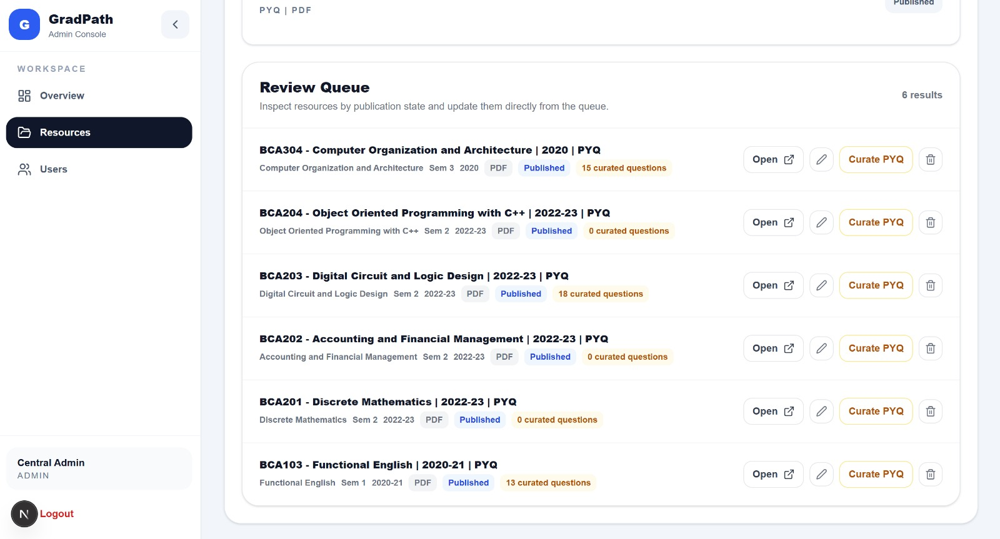 G
GradPath
Admin Console
WORKSPACE
Overview
Resources
Users
Central Admin
ADMIN
N
Logout
PYQ | PDF
Published
Review Queue
Inspect resources by publication state and update them directly from the queue.
6 results
BCA304 - Computer Organization and Architecture | 2020 | PYQ
Computer Organization and Architecture Sem 3 2020 PDF Published 15 curated questions
Open Curate PYQ
BCA204 - Object Oriented Programming with C++ | 2022-23 | PYQ
Object Oriented Programming with C++ Sem 2 2022-23 PDF Published 0 curated questions
Open Curate PYQ
BCA203 - Digital Circuit and Logic Design | 2022-23 | PYQ
Digital Circuit and Logic Design Sem 2 2022-23 PDF Published 18 curated questions
Open Curate PYQ
BCA202 - Accounting and Financial Management | 2022-23 | PYQ
Accounting and Financial Management Sem 2 2022-23 PDF Published 0 curated questions
Open Curate PYQ
BCA201 - Discrete Mathematics | 2022-23 | PYQ
Discrete Mathematics Sem 2 2022-23 PDF Published 0 curated questions
Open Curate PYQ
BCA103 - Functional English | 2020-21 | PYQ
Functional English Sem 1 2020-21 PDF Published 13 curated questions
Open Curate PYQ